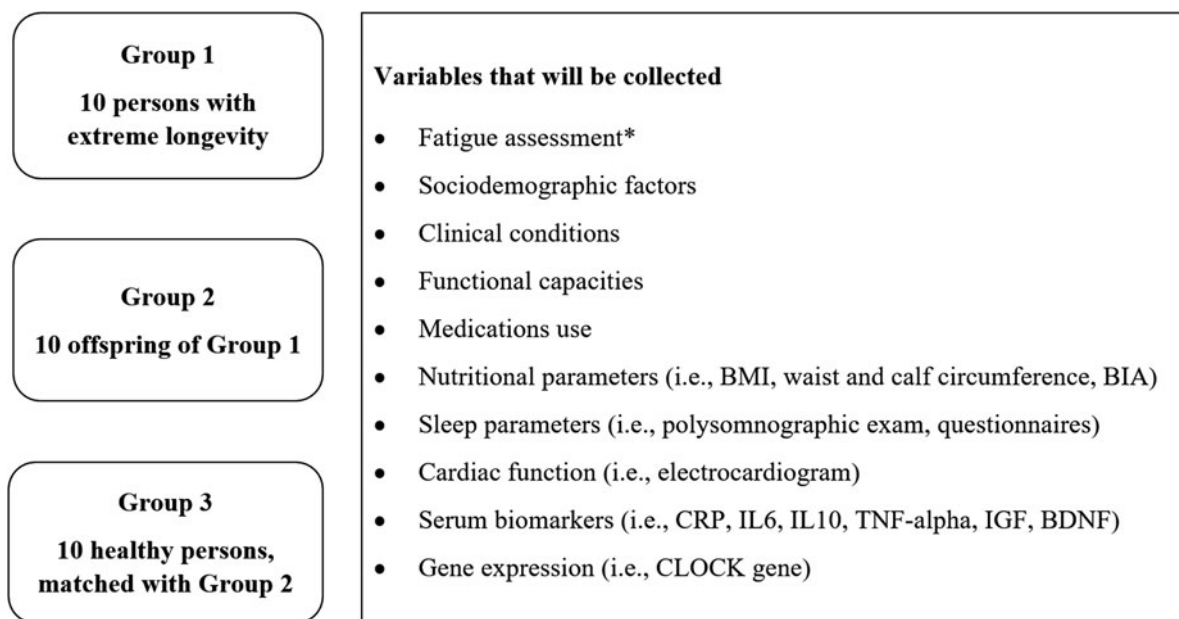 Group 1
10 persons with
extreme longevity
Group 2
10 offspring of Group 1
Group 3
10 healthy persons,
matched with Group 2
Variables that will be collected
• Fatigue assessment*
• Sociodemographic factors
• Clinical conditions
• Functional capacities
• Medications use
• Nutritional parameters (i.e., BMI, waist and calf circumference, BIA)
• Sleep parameters (i.e., polysomnographic exam, questionnaires)
• Cardiac function (i.e., electrocardiogram)
• Serum biomarkers (i.e., CRP, IL6, IL10, TNF-alpha, IGF, BDNF)
• Gene expression (i.e., CLOCK gene)